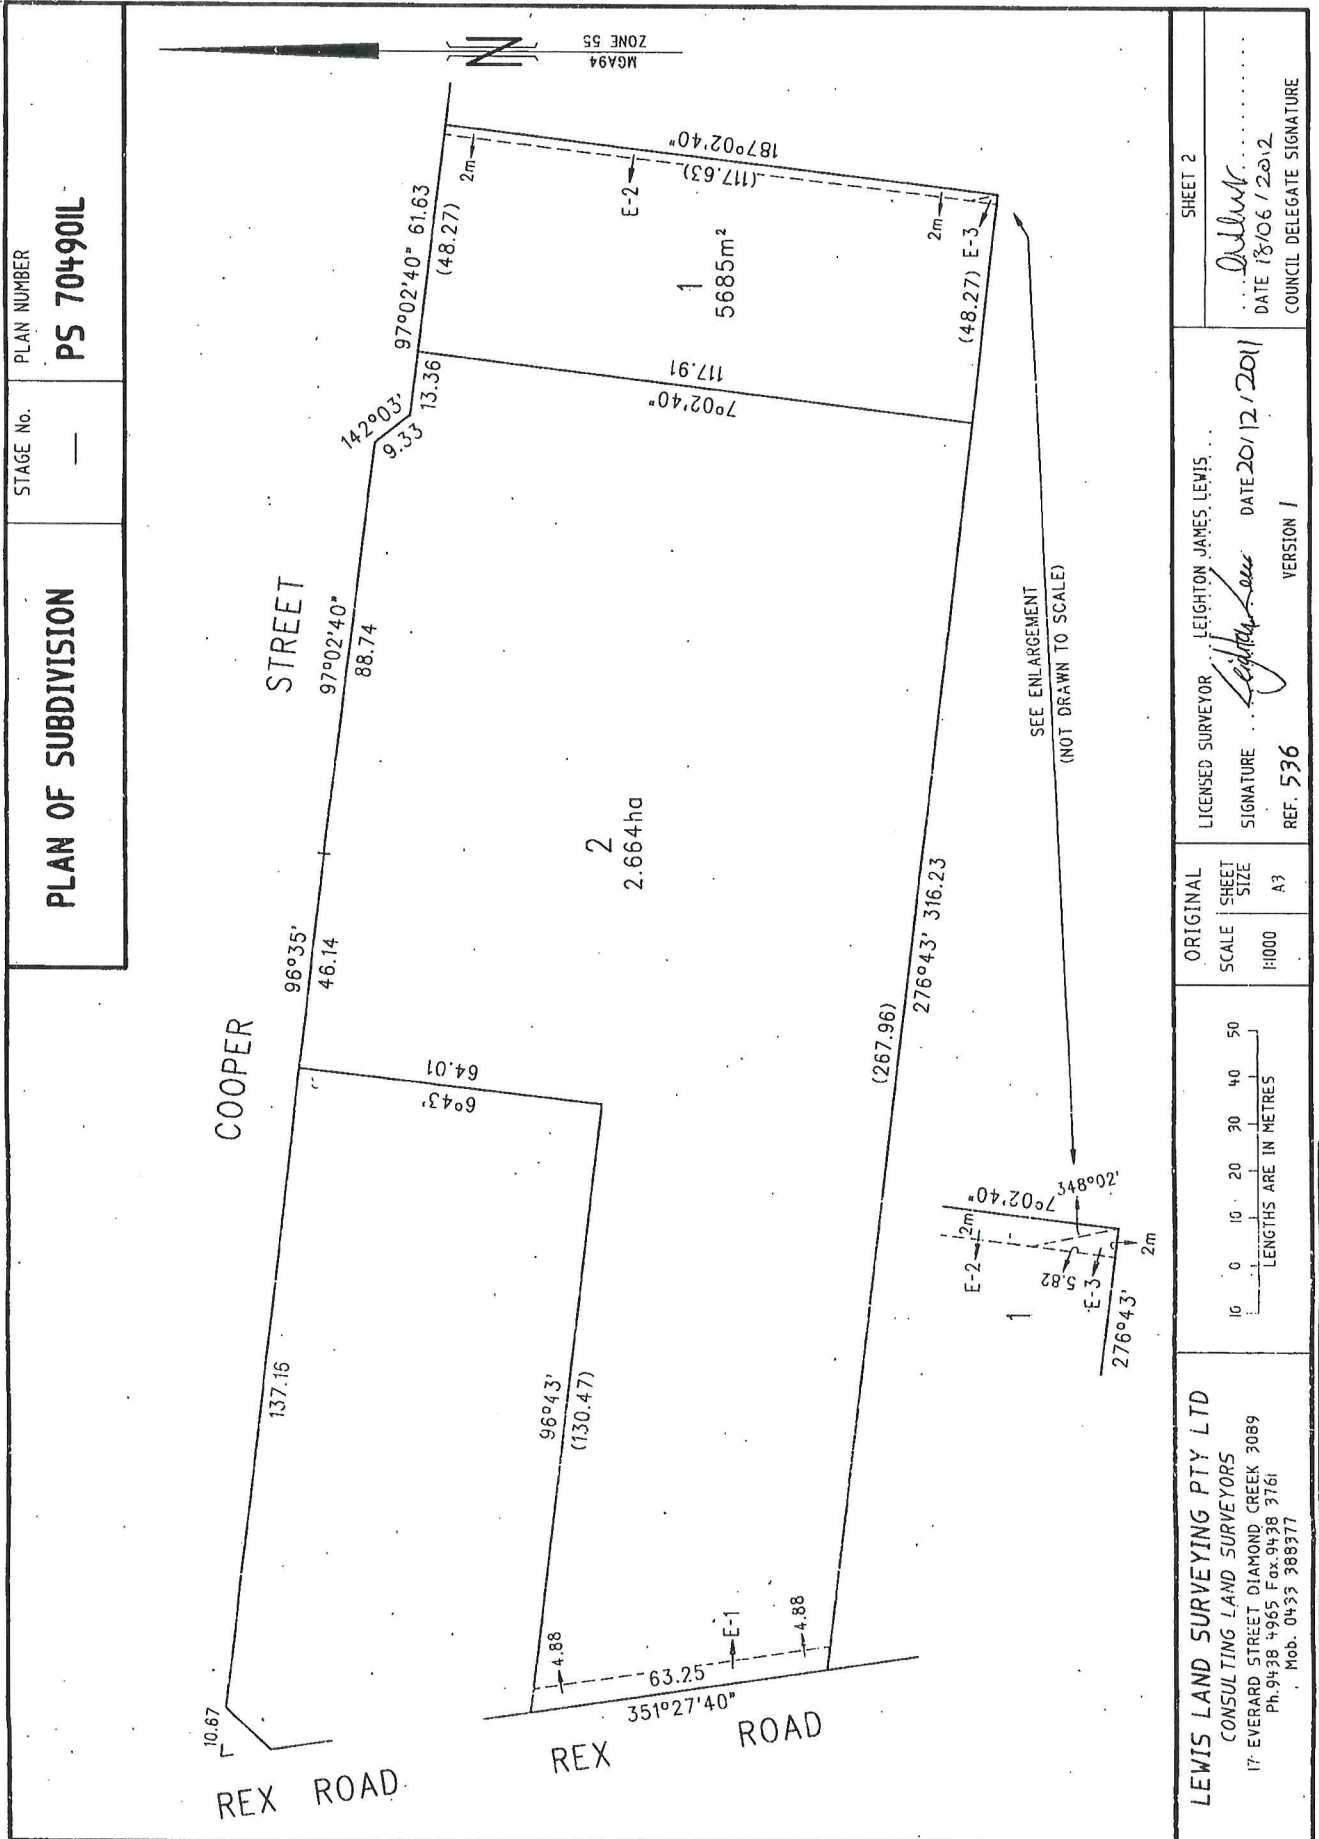 PLAN OF SUBDIVISION
STAGE No.
—
PLAN NUMBER
PS 704901L
MGA94
ZONE 55
N
COOPER
STREET
10.67
137.16
96°35'
46.14
97°02'40"
88.74
142°03'
9.33
13.36
97°02'40" 61.63
(48.27)
2m
E-2
187°02'40"
(117.63)
1
5685m²
117.91
7°02'40"
2m
(48.27) E-3
64.01
6°43'
2
2.664ha
96°43'
(130.47)
(267.96)
276°43' 316.23
4.88
E-1
4.88
63.25
351°27'40"
REX ROAD
REX ROAD
SEE ENLARGEMENT
(NOT DRAWN TO SCALE)
7°02'40"
348°02'
2m
E-2
5.82
E-3
1
2m
276°43'
LEWIS LAND SURVEYING PTY LTD
CONSULTING LAND SURVEYORS
17 EVERARD STREET DIAMOND CREEK 3089
Ph.9438 4965 Fax.9438 3761
Mob. 0433 388377
10 0 10 20 30 40 50
LENGTHS ARE IN METRES
ORIGINAL
SCALE
1:1000
SHEET
SIZE
A3
LICENSED SURVEYOR ... LEIGHTON JAMES LEWIS ...
SIGNATURE ... DATE 20/12/2011
REF. 536
VERSION 1
SHEET 2
DATE 13/06/2012
COUNCIL DELEGATE SIGNATURE